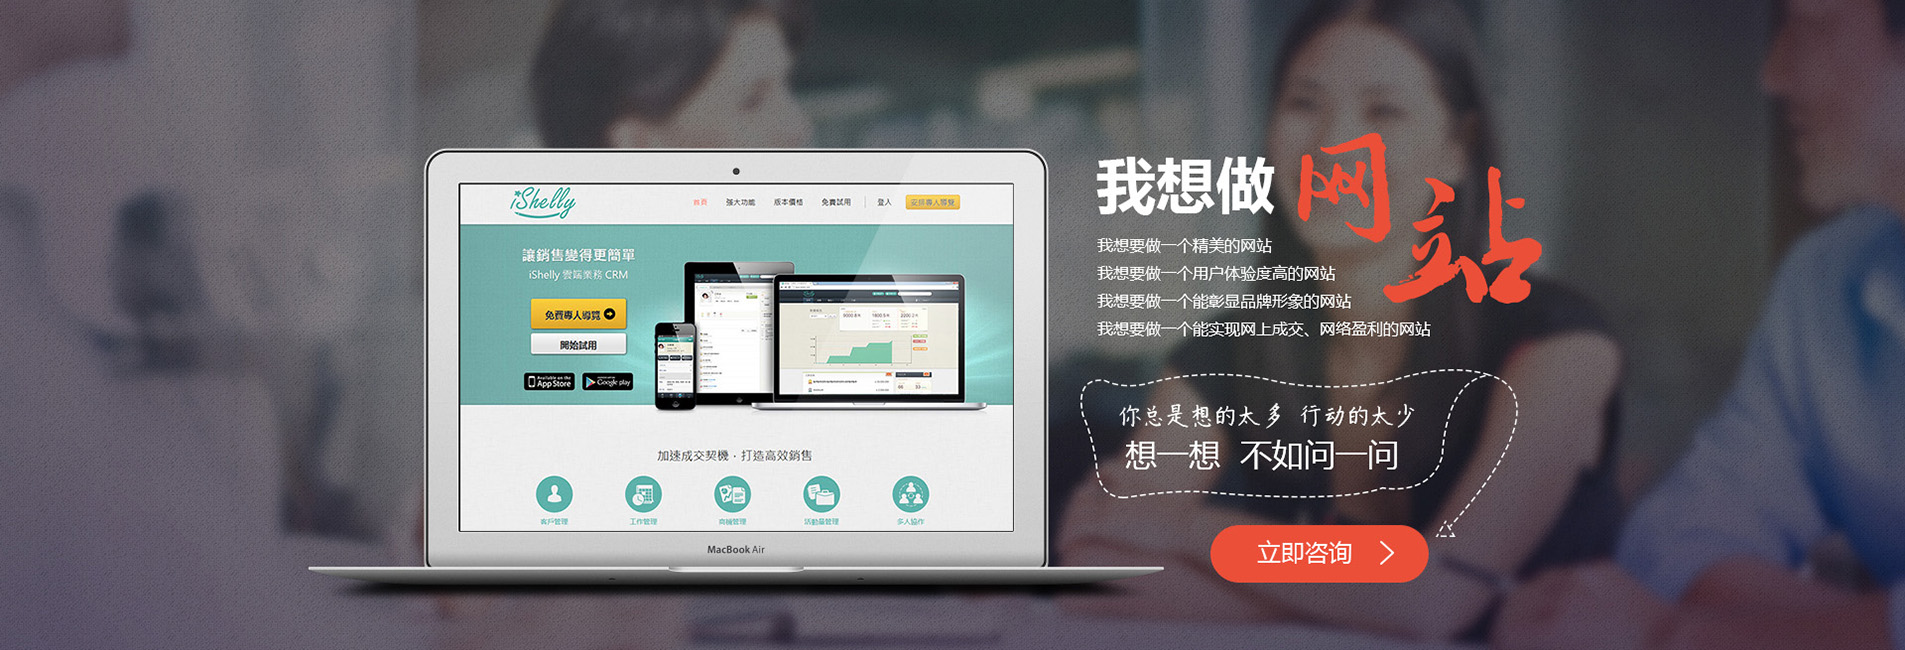 iShelly
首頁 強大功能 版本價格 免費試用 登入 安排專人導覽
讓銷售變得更簡單
iShelly 雲端業務 CRM
免費專人導覽
開始試用
Available on the App Store
Google play
加速成交契機·打造高效銷售
客戶管理 工作管理 商機管理 活動量管理 多人協作
MacBook Air
我想做网站
我想要做一个精美的网站
我想要做一个用户体验度高的网站
我想要做一个能彰显品牌形象的网站
我想要做一个能实现网上成交、网络盈利的网站
你总是想的太多 行动的太少
想一想 不如问一问
立即咨询